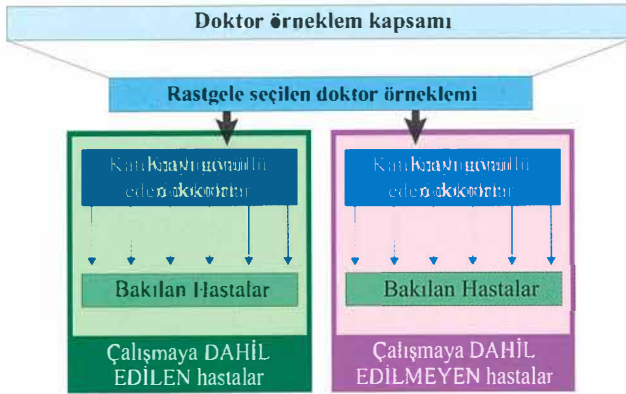 Doktor örneklem kapsamı
Rastgele seçilen doktor örneklemi
Bakılan Hastalar
Bakılan Hastalar
Çalışmaya DAHİL
EDİLEN hastalar
Çalışmaya DAHİL
EDİLMEYEN hastalar